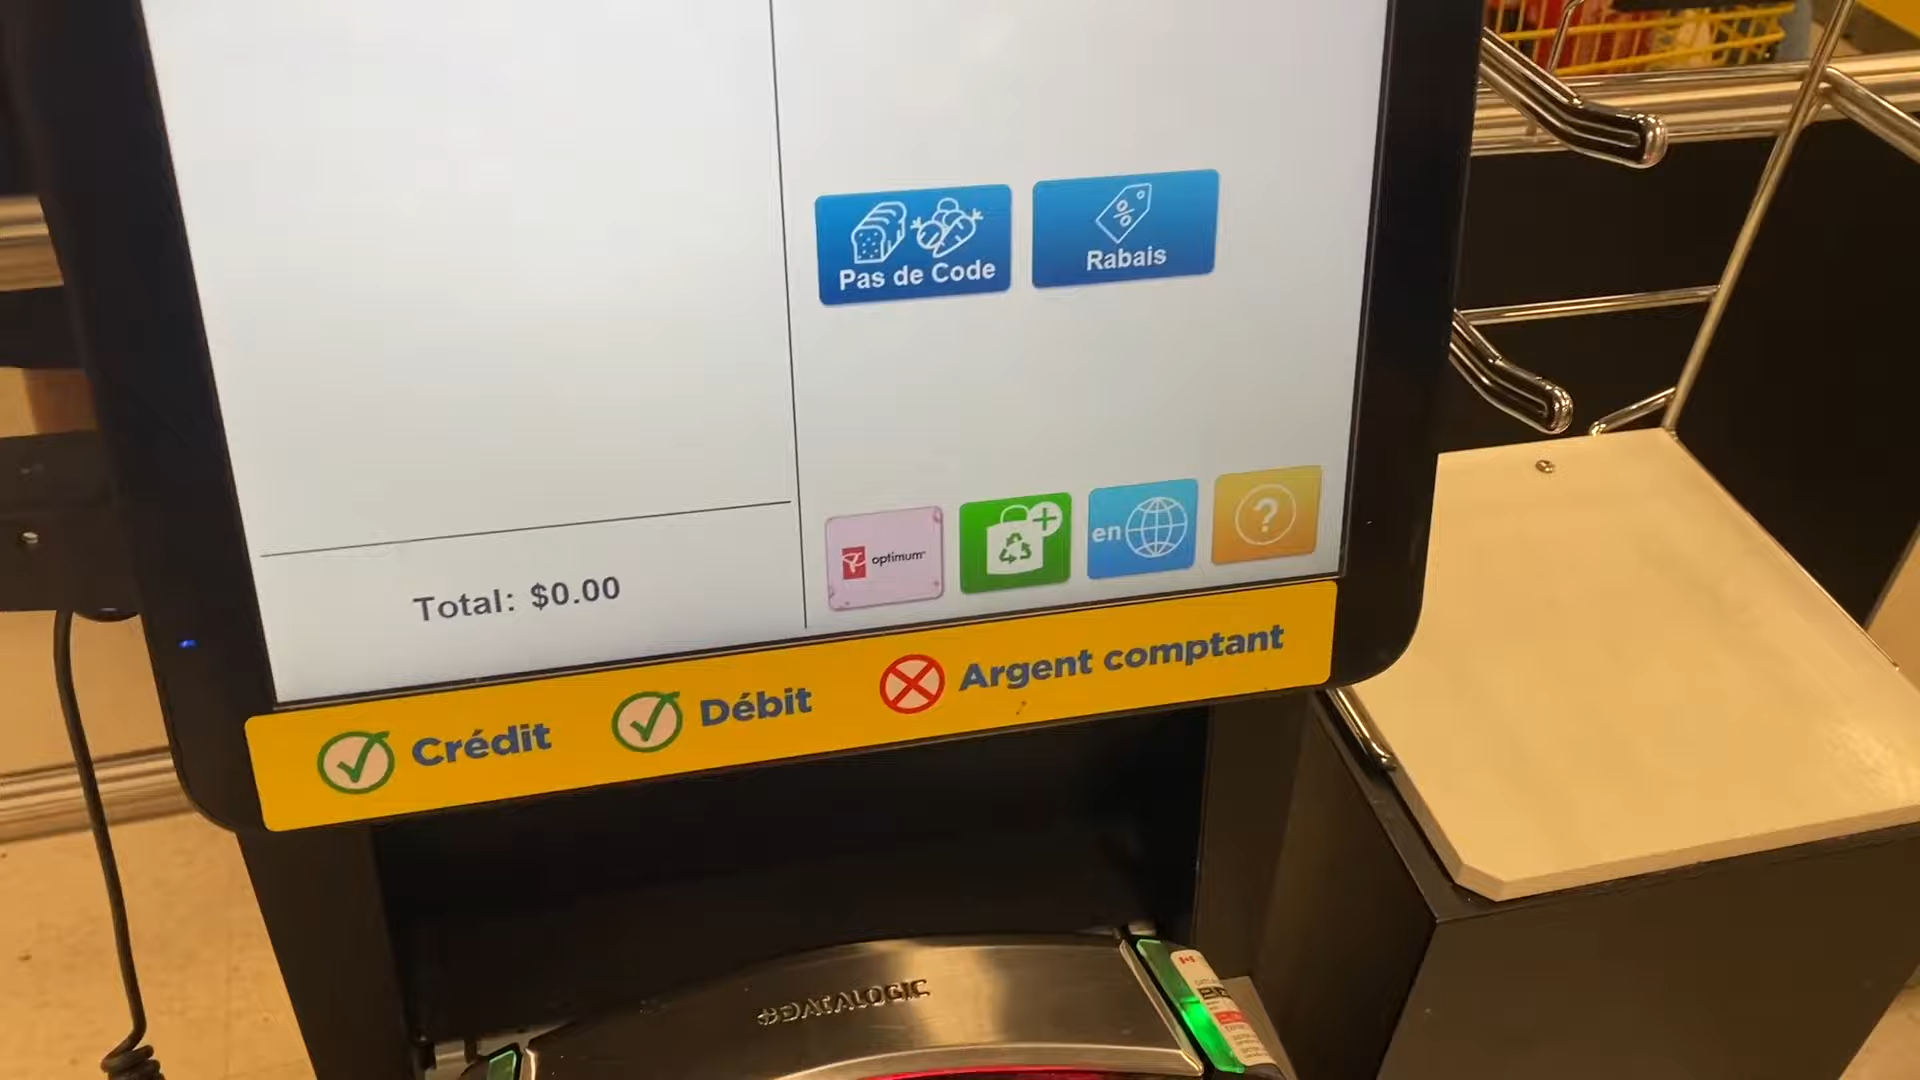 Pas de Code
Rabais
optimum
en
?
Total: $0.00
Crédit
Débit
Argent comptant
DATALOGIC